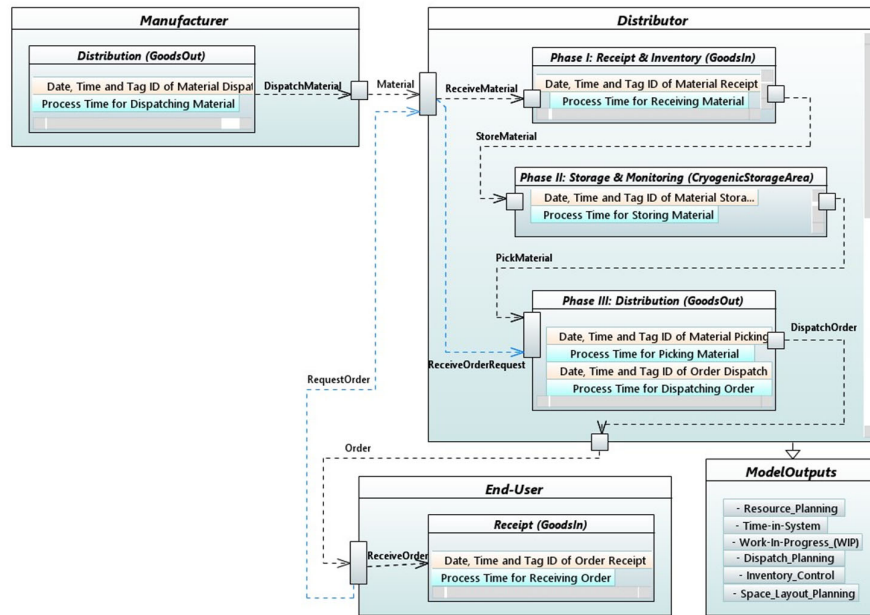 Manufacturer
Distribution (GoodsOut)
Date, Time and Tag ID of Material Dispat
Process Time for Dispatching Material
DispatchMaterial
Material
Distributor
Phase I: Receipt & Inventory (GoodsIn)
ReceiveMaterial
Date, Time and Tag ID of Material Receipt
Process Time for Receiving Material
StoreMaterial
Phase II: Storage & Monitoring (CryogenicStorageArea)
Date, Time and Tag ID of Material Stora...
Process Time for Storing Material
PickMaterial
Phase III: Distribution (GoodsOut)
Date, Time and Tag ID of Material Picking
Process Time for Picking Material
Date, Time and Tag ID of Order Dispatch
Process Time for Dispatching Order
DispatchOrder
ReceiveOrderRequest
RequestOrder
Order
End-User
Receipt (GoodsIn)
ReceiveOrder
Date, Time and Tag ID of Order Receipt
Process Time for Receiving Order
ModelOutputs
- Resource_Planning
- Time-in-System
- Work-In-Progress_(WIP)
- Dispatch_Planning
- Inventory_Control
- Space_Layout_Planning